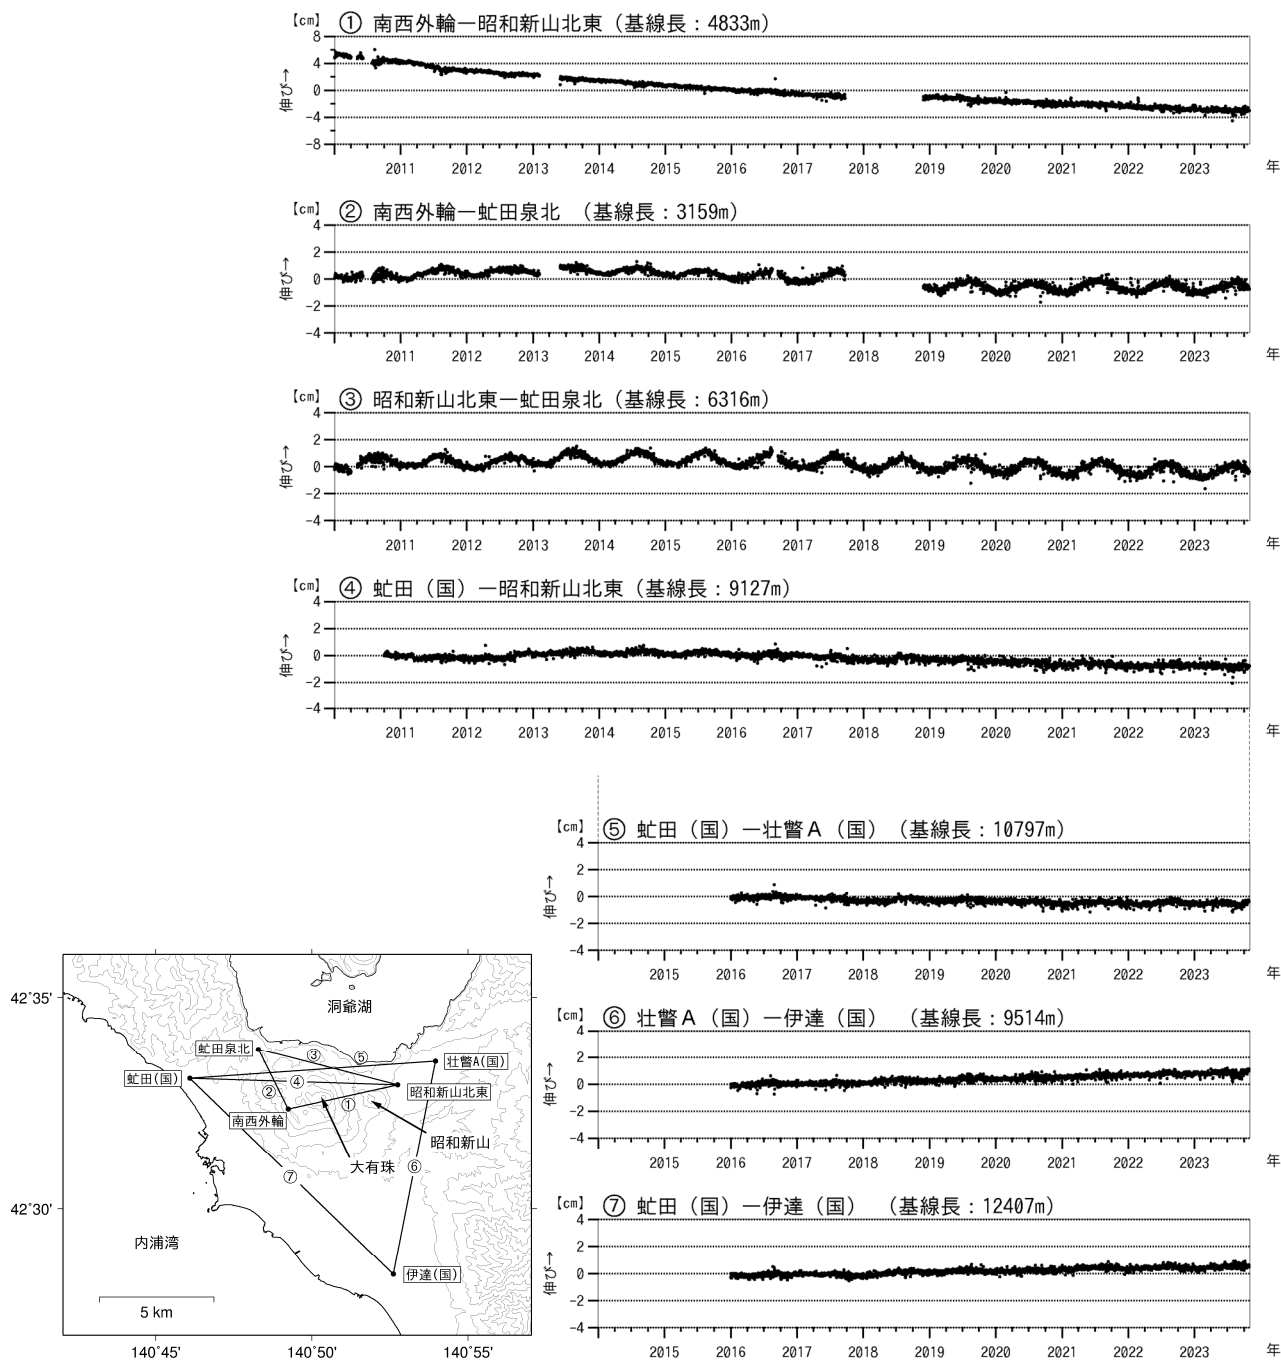 [cm] ① 南西外輪－昭和新山北東（基線長：4833m）
8
4
0
-4
-8
伸び→
2011 2012 2013 2014 2015 2016 2017 2018 2019 2020 2021 2022 2023 年
[cm] ② 南西外輪－虻田泉北 （基線長：3159m）
4
2
0
-2
-4
伸び→
2011 2012 2013 2014 2015 2016 2017 2018 2019 2020 2021 2022 2023 年
[cm] ③ 昭和新山北東－虻田泉北（基線長：6316m）
4
2
0
-2
-4
伸び→
2011 2012 2013 2014 2015 2016 2017 2018 2019 2020 2021 2022 2023 年
[cm] ④ 虻田（国）－昭和新山北東（基線長：9127m）
4
2
0
-2
-4
伸び→
2011 2012 2013 2014 2015 2016 2017 2018 2019 2020 2021 2022 2023 年
[cm] ⑤ 虻田（国）－壮瞥Ａ（国）（基線長：10797m）
4
2
0
-2
-4
伸び→
2015 2016 2017 2018 2019 2020 2021 2022 2023 年
[cm] ⑥ 壮瞥Ａ（国）－伊達（国） （基線長：9514m）
4
2
0
-2
-4
伸び→
2015 2016 2017 2018 2019 2020 2021 2022 2023 年
[cm] ⑦ 虻田（国）－伊達（国） （基線長：12407m）
4
2
0
-2
-4
伸び→
2015 2016 2017 2018 2019 2020 2021 2022 2023 年
42°35'
洞爺湖
虻田泉北
③
⑤
壮瞥A(国)
虻田(国)
④
②
昭和新山北東
①
南西外輪
昭和新山
大有珠
⑥
⑦
42°30'
内浦湾
伊達(国)
5 km
140°45' 140°50' 140°55'